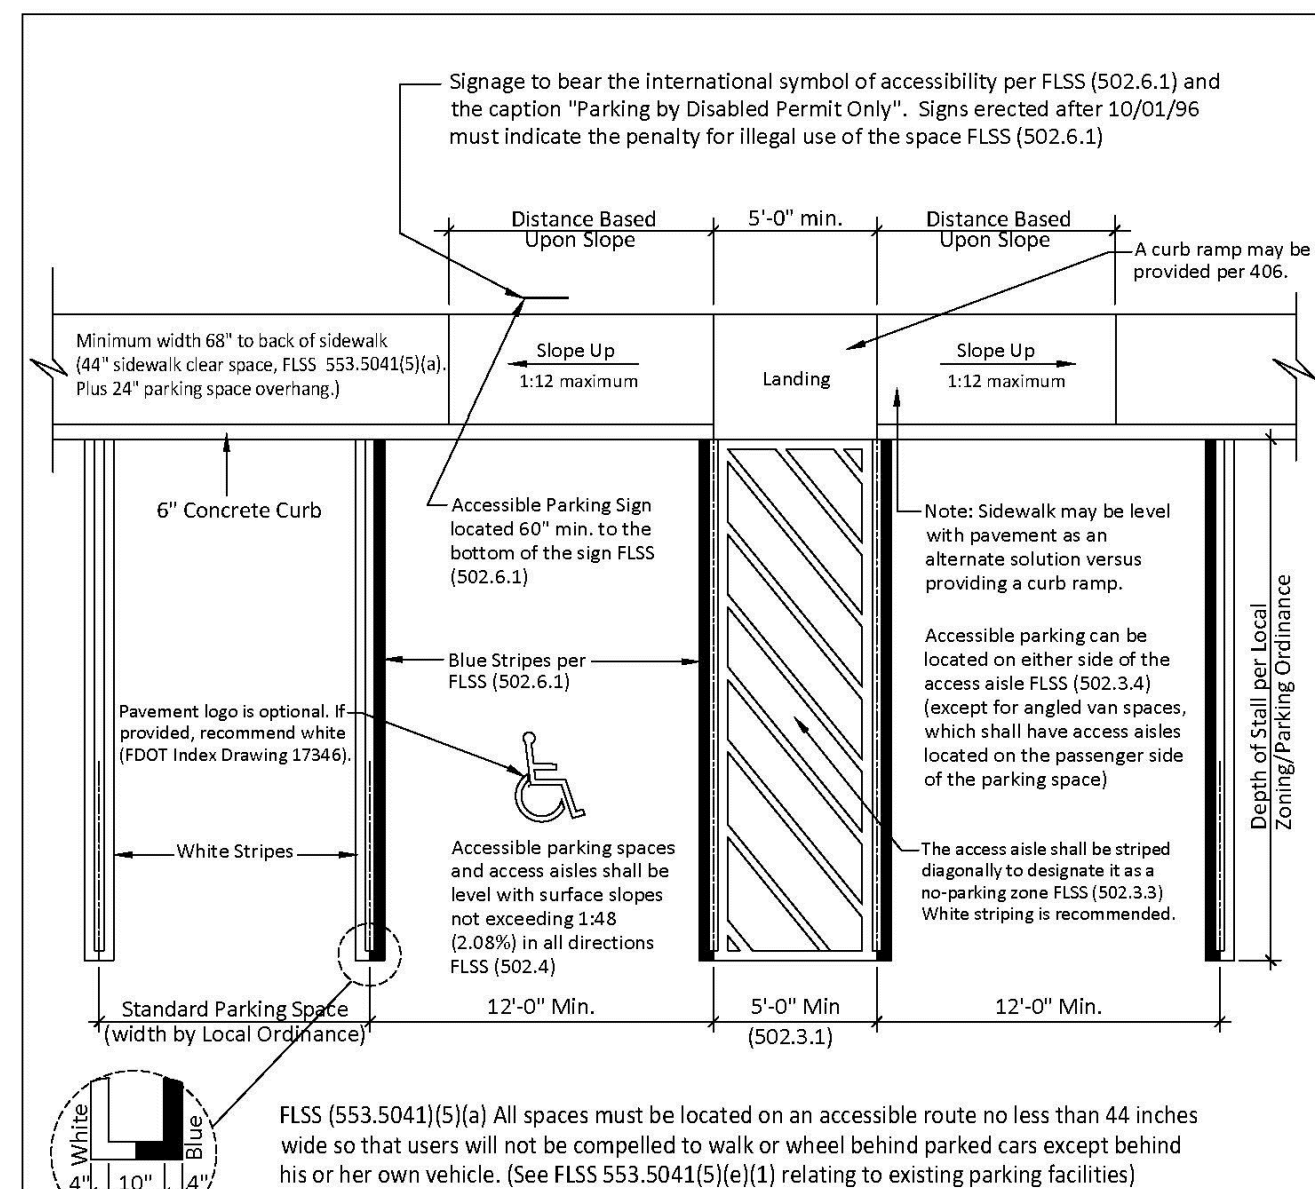 Signage to bear the international symbol of accessibility per FLSS (502.6.1) and
the caption "Parking by Disabled Permit Only".  Signs erected after 10/01/96
must indicate the penalty for illegal use of the space FLSS (502.6.1)
Distance Based
Upon Slope
5'-0" min.
Distance Based
Upon Slope
A curb ramp may be
provided per 406.
Minimum width 68" to back of sidewalk
(44" sidewalk clear space, FLSS  553.5041(5)(a).
Plus 24" parking space overhang.)
Slope Up
1:12 maximum
Landing
Slope Up
1:12 maximum
6" Concrete Curb
Accessible Parking Sign
located 60" min. to the
bottom of the sign FLSS
(502.6.1)
Note: Sidewalk may be level
with pavement as an
alternate solution versus
providing a curb ramp.
Blue Stripes per
FLSS (502.6.1)
Accessible parking can be
located on either side of the
access aisle FLSS (502.3.4)
(except for angled van spaces,
which shall have access aisles
located on the passenger side
of the parking space)
Depth of Stall per Local
Zoning/Parking Ordinance
Pavement logo is optional. If
provided, recommend white
(FDOT Index Drawing 17346).
White Stripes
Accessible parking spaces
and access aisles shall be
level with surface slopes
not exceeding 1:48
(2.08%) in all directions
FLSS (502.4)
The access aisle shall be striped
diagonally to designate it as a
no-parking zone FLSS (502.3.3)
White striping is recommended.
Standard Parking Space
(width by Local Ordinance)
12'-0" Min.
5'-0" Min
(502.3.1)
12'-0" Min.
White
Blue
4"
10"
4"
FLSS (553.5041)(5)(a) All spaces must be located on an accessible route no less than 44 inches
wide so that users will not be compelled to walk or wheel behind parked cars except behind
his or her own vehicle. (See FLSS 553.5041(5)(e)(1) relating to existing parking facilities)